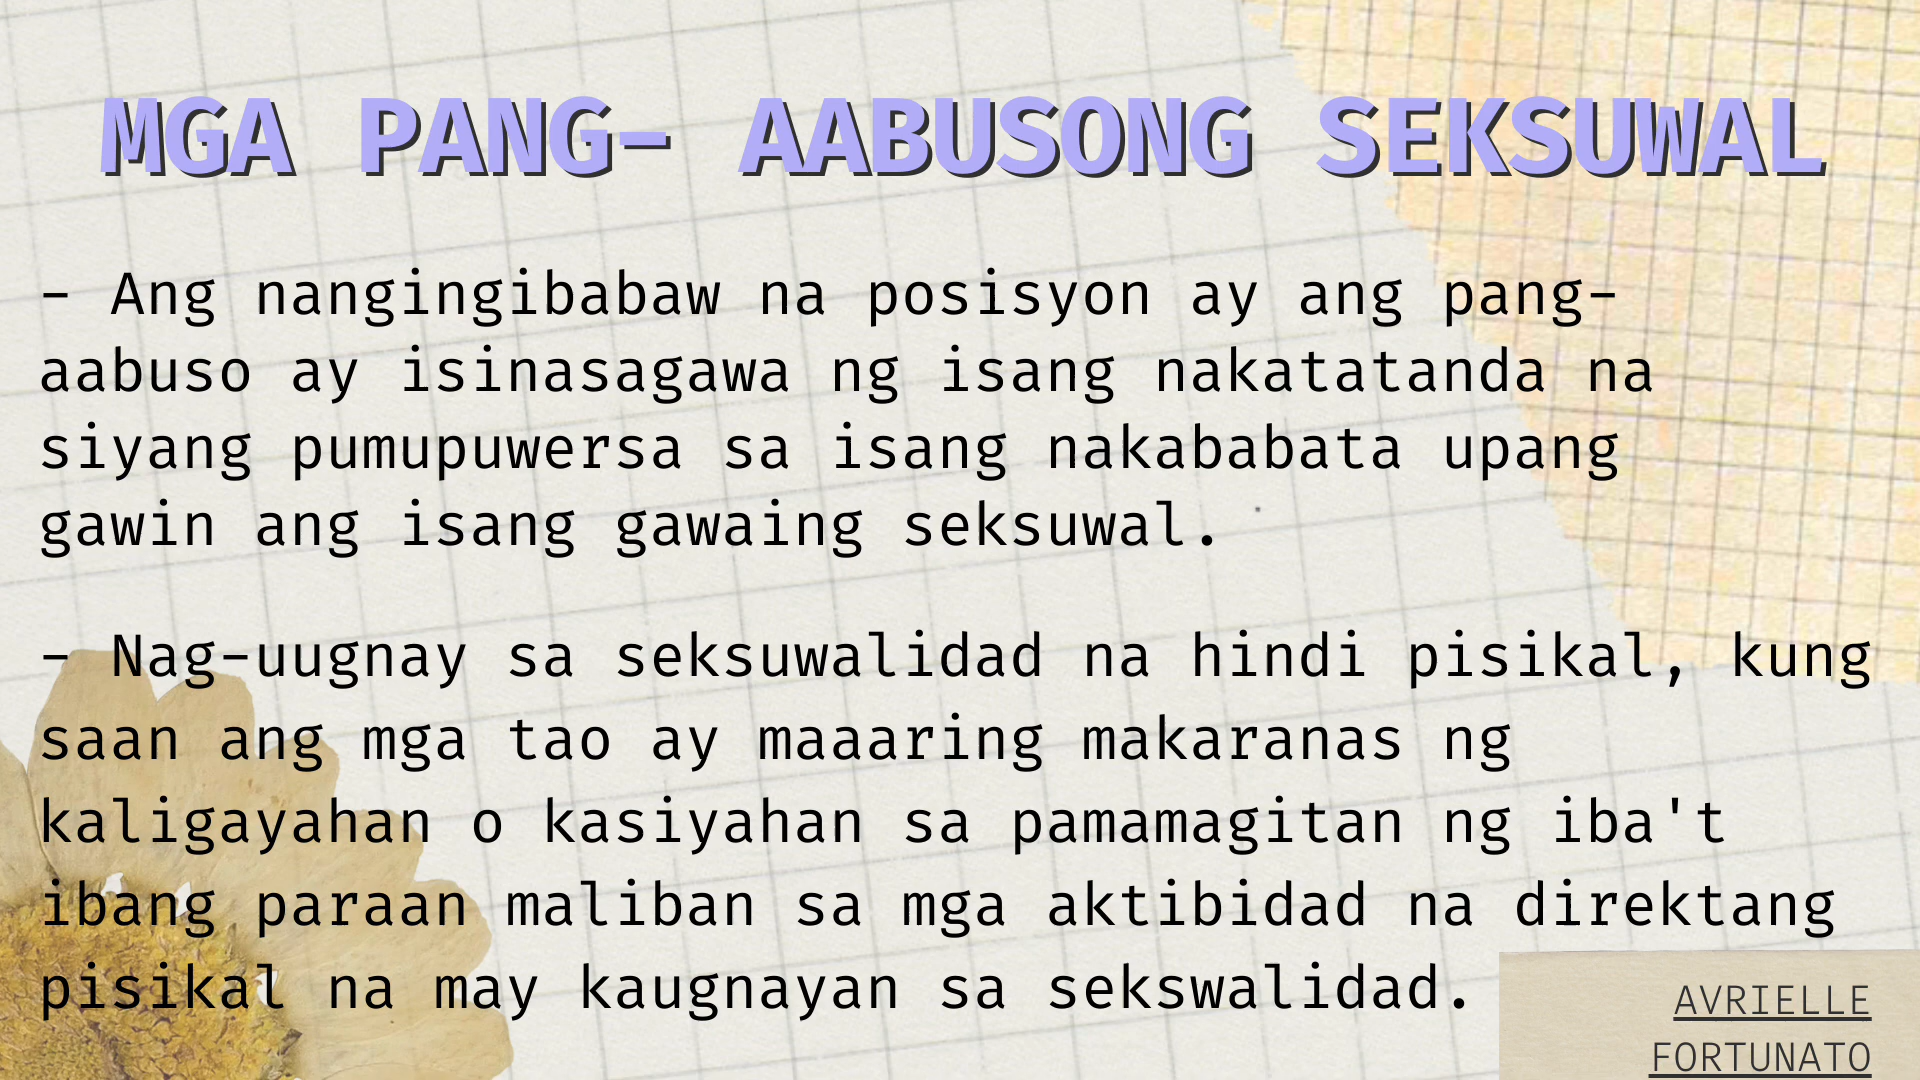 MGA PANG- AABUSONG SEKSUWAL
- Ang nangingibabaw na posisyon ay ang pang-
aabuso ay isinasagawa ng isang nakatatanda na
siyang pumupuwersa sa isang nakababata upang
gawin ang isang gawaing seksuwal.
- Nag-uugnay sa seksuwalidad na hindi pisikal, kung
saan ang mga tao ay maaaring makaranas ng
kaligayahan o kasiyahan sa pamamagitan ng iba't
ibang paraan maliban sa mga aktibidad na direktang
pisikal na may kaugnayan sa sekswalidad.
AVRIELLE
FORTUNATO